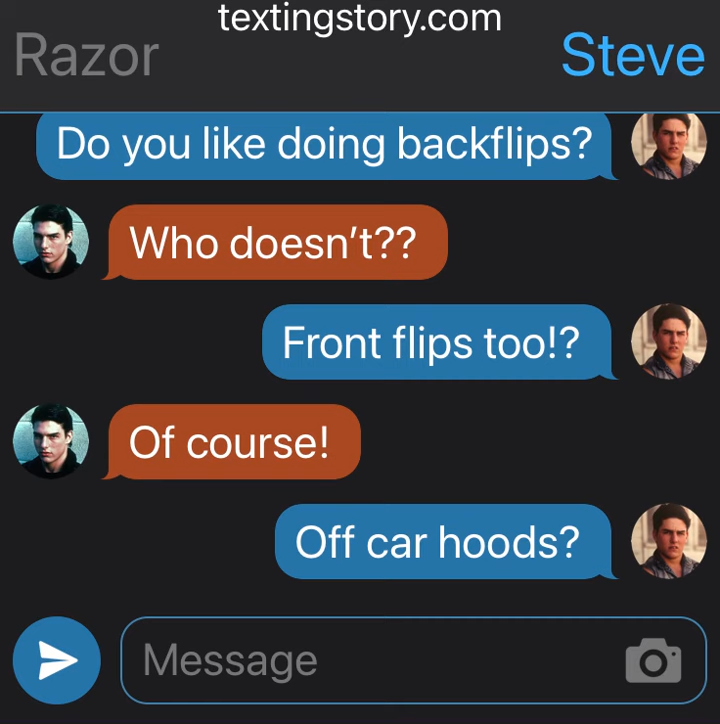 textingstory.com
Razor
Steve
Do you like doing backflips?
Who doesn’t??
Front flips too!?
Of course!
Off car hoods?
Message